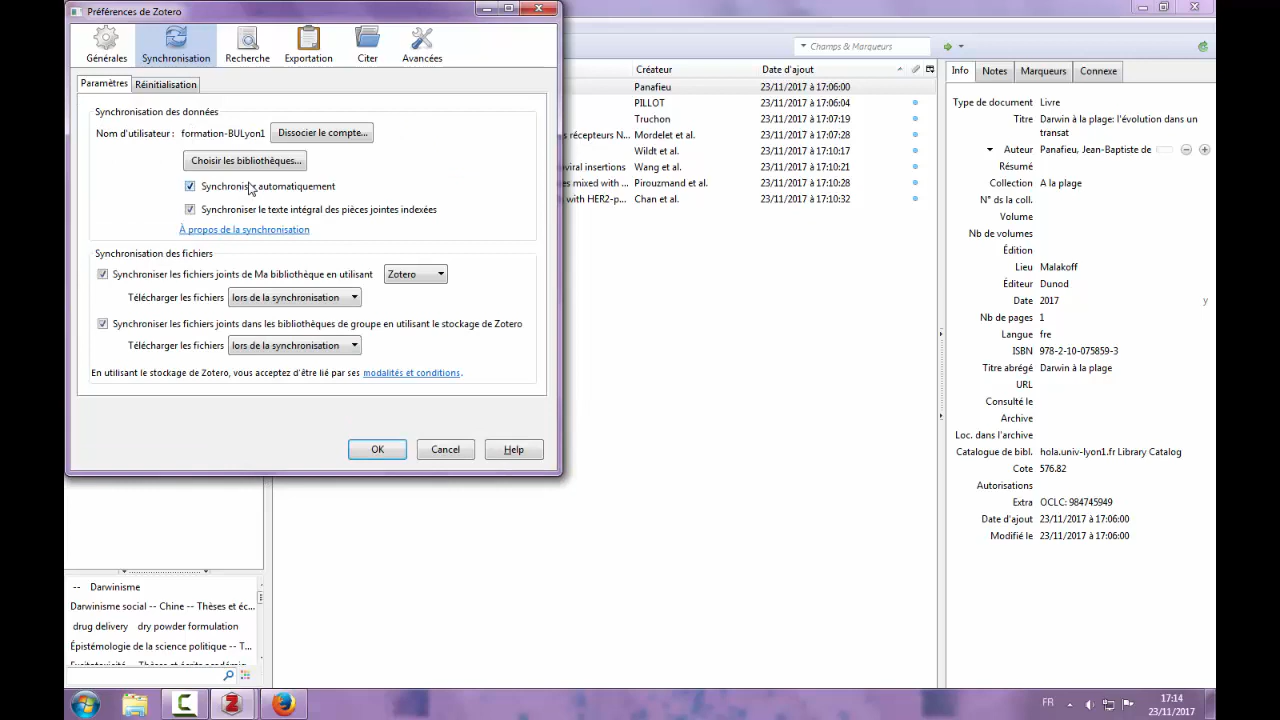 Préférences de Zotero
Générales Synchronisation Recherche Exportation Citer Avancées
Paramètres Réinitialisation
Synchronisation des données
Nom d'utilisateur : formation-BULyon1 Dissocier le compte...
Choisir les bibliothèques...
Synchroniser automatiquement
Synchroniser le texte intégral des pièces jointes indexées
À propos de la synchronisation
Synchronisation des fichiers
Synchroniser les fichiers joints de Ma bibliothèque en utilisant Zotero
Télécharger les fichiers lors de la synchronisation
Synchroniser les fichiers joints dans les bibliothèques de groupe en utilisant le stockage de Zotero
Télécharger les fichiers lors de la synchronisation
En utilisant le stockage de Zotero, vous acceptez d'être lié par ses modalités et conditions.
OK Cancel Help
Champs & Marqueurs
Créateur Date d'ajout
Panafieu 23/11/2017 à 17:06:00
PILLOT 23/11/2017 à 17:06:04
Truchon 23/11/2017 à 17:07:19
s récepteurs N... Mordelet et al. 23/11/2017 à 17:07:28
Wildt et al. 23/11/2017 à 17:10:17
viral insertions Wang et al. 23/11/2017 à 17:10:21
es mixed with ... Pirouzmand et al. 23/11/2017 à 17:10:28
with HER2-p... Chan et al. 23/11/2017 à 17:10:32
Info Notes Marqueurs Connexe
Type de document Livre
Titre Darwin à la plage: l'évolution dans un
transat
Auteur Panafieu, Jean-Baptiste de
Résumé
Collection A la plage
N° ds la coll.
Volume
Nb de volumes
Édition
Lieu Malakoff
Éditeur Dunod
Date 2017 y
Nb de pages 1
Langue fre
ISBN 978-2-10-075859-3
Titre abrégé Darwin à la plage
URL
Consulté le
Archive
Loc. dans l'archive
Catalogue de bibl. hola.univ-lyon1.fr Library Catalog
Cote 576.82
Autorisations
Extra OCLC: 984745949
Date d'ajout 23/11/2017 à 17:06:00
Modifié le 23/11/2017 à 17:06:00
-- Darwinisme
Darwinisme social -- Chine -- Thèses et éc...
drug delivery dry powder formulation
Épistémologie de la science politique -- T...
Excitotoxicité -- Thèses et écrits académiq...
FR 17:14
23/11/2017